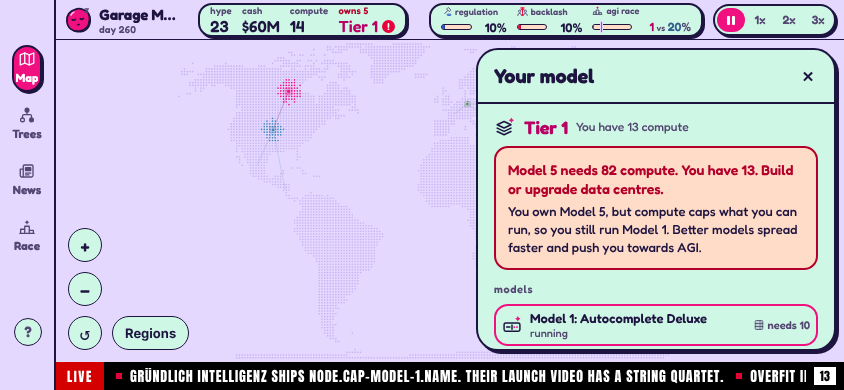 Garage M...
day 260
hype
23
cash
$60M
compute
14
owns 5
Tier 1 !
regulation
10%
backlash
10%
agi race
1 vs 20%
1x
2x
3x
Map
Trees
News
Race
?
+
−
↺
Regions
Your model
×
Tier 1 You have 13 compute
Model 5 needs 82 compute. You have 13. Build
or upgrade data centres.
You own Model 5, but compute caps what you can
run, so you still run Model 1. Better models spread
faster and push you towards AGI.
models
Model 1: Autocomplete Deluxe
running
needs 10
LIVE GRÜNDLICH INTELLIGENZ SHIPS NODE.CAP-MODEL-1.NAME. THEIR LAUNCH VIDEO HAS A STRING QUARTET. OVERFIT 13